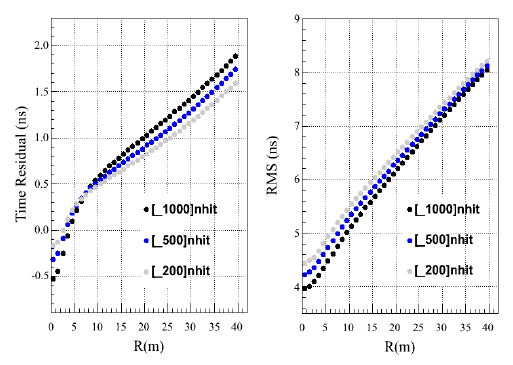 Time Residual (ns)
2.0
1.5
1.0
0.5
0.0
-0.5
[_1000]nhit
[_500]nhit
[_200]nhit
0 5 10 15 20 25 30 35 40
R(m)
RMS (ns)
9
8
7
6
5
4
[_1000]nhit
[_500]nhit
[_200]nhit
0 5 10 15 20 25 30 35 40
R(m)